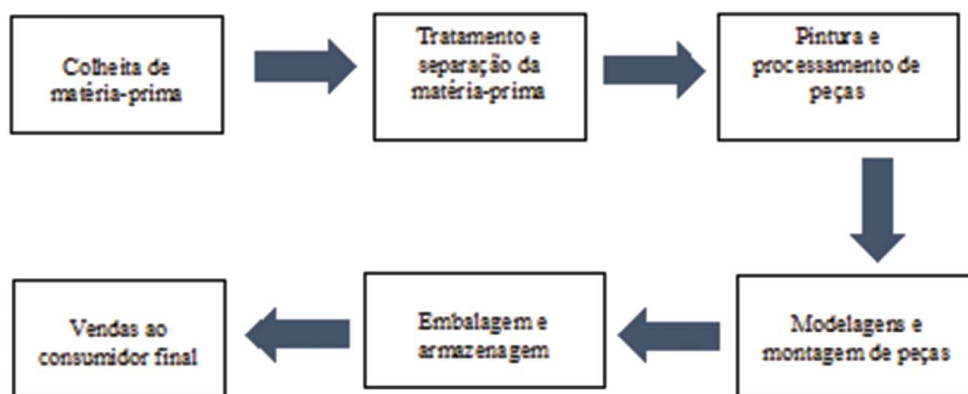 Colheita de
matéria-prima
Tratamento e
separação da
matéria-prima
Pintura e
processamento de
peças
Modelagens e
montagem de peças
Embalagem e
armazenagem
Vendas ao
consumidor final